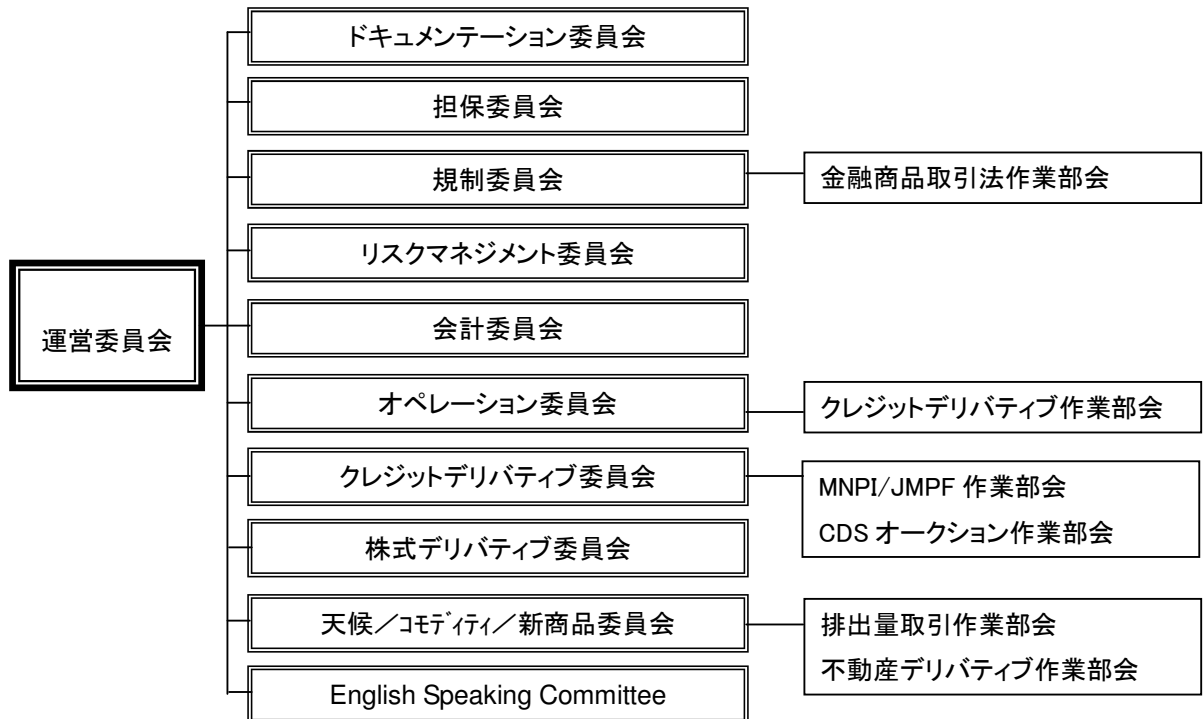 ドキュメンテーション委員会
担保委員会
規制委員会
金融商品取引法作業部会
リスクマネジメント委員会
運営委員会
会計委員会
オペレーション委員会
クレジットデリバティブ作業部会
クレジットデリバティブ委員会
MNPI/JMPF 作業部会
CDS オークション作業部会
株式デリバティブ委員会
天候／ｺﾓﾃﾞｨﾃｨ／新商品委員会
排出量取引作業部会
不動産デリバティブ作業部会
English Speaking Committee